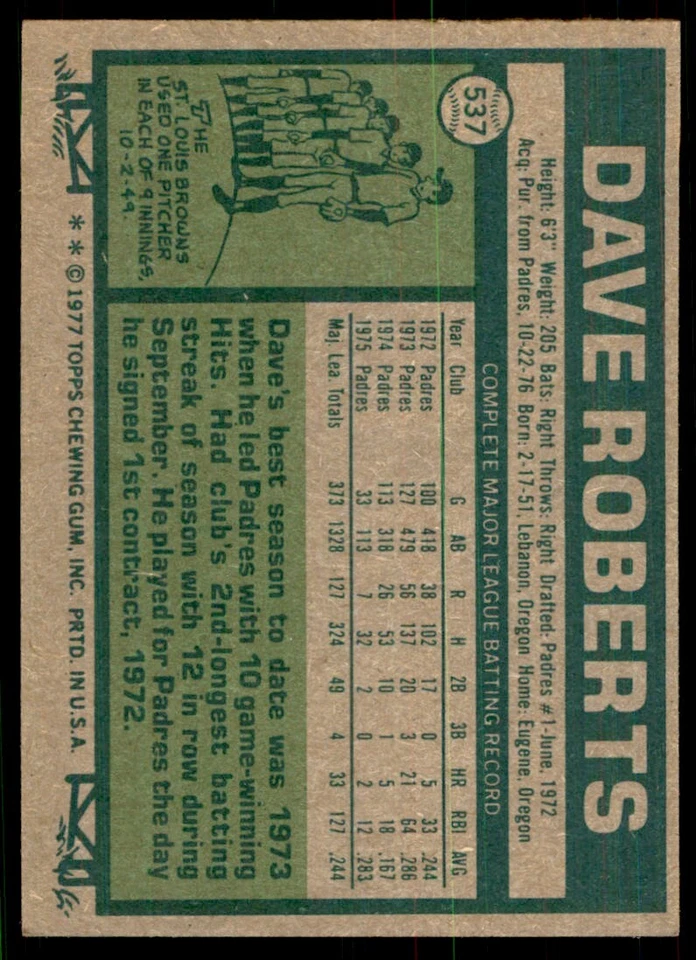 537
DAVE ROBERTS
Height: 6'3" Weight: 205 Bats: Right Throws: Right Drafted: Padres #1-June, 1972
Acq: Pur. from Padres, 10-22-76 Born: 2-17-51, Lebanon, Oregon Home: Eugene, Oregon
COMPLETE MAJOR LEAGUE BATTING RECORD
Year Club G AB R H 2B 3B HR RBI AVG
1972 Padres 100 418 38 102 17 0 5 33 .244
1973 Padres 127 479 56 137 20 3 21 64 .286
1974 Padres 113 318 26 53 10 1 5 18 .167
1975 Padres 33 113 7 32 2 0 2 12 .283
Maj. Lea. Totals 373 1328 127 324 49 4 33 127 .244
THE
ST. LOUIS BROWNS
USED ONE PITCHER
IN EACH OF 9 INNINGS,
10-2-49.
Dave's best season to date was 1973
when he led Padres with 10 game-winning
Hits. Had club's 2nd-longest batting
streak of season with 12 in row during
September. He played for Padres the day
he signed 1st contract, 1972.
* * © 1977 TOPPS CHEWING GUM, INC. PRTD. IN U.S.A.